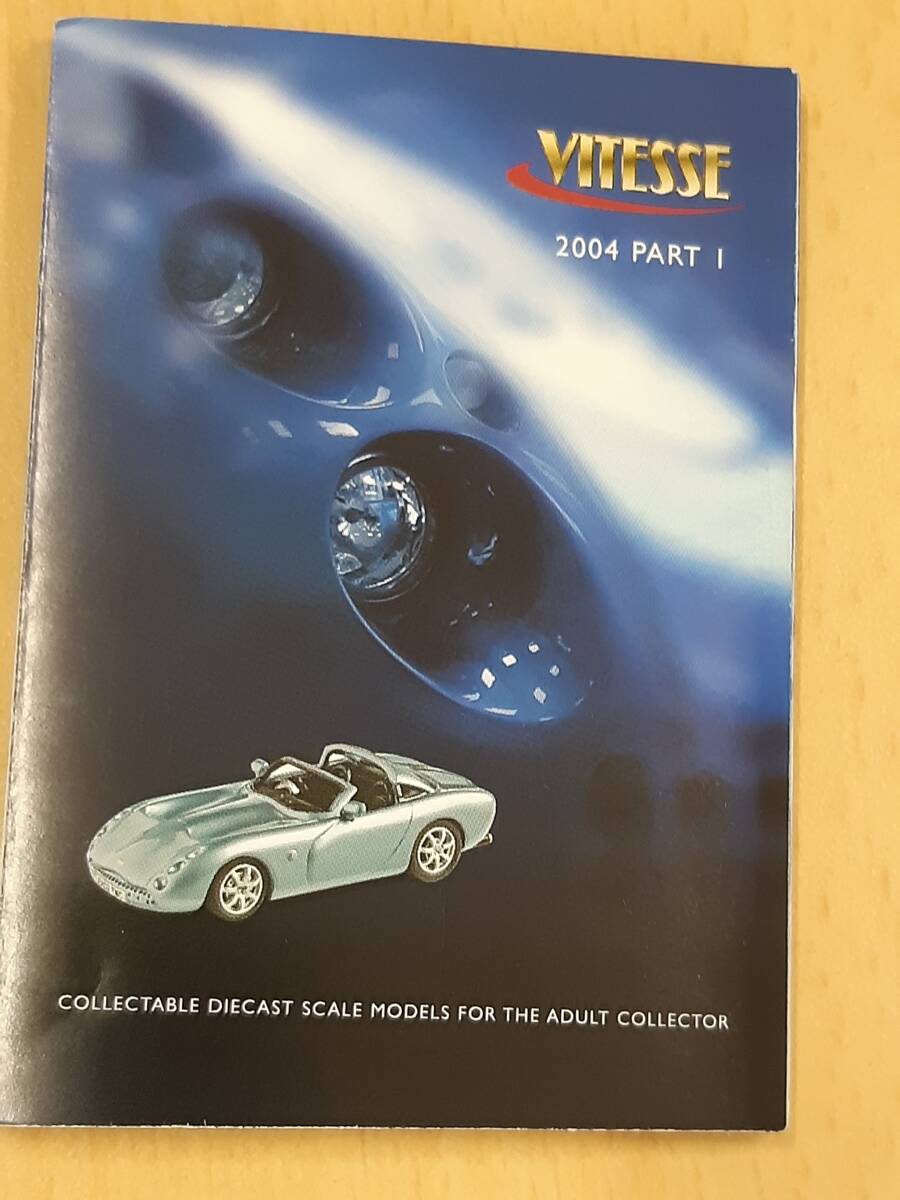 VITESSE
2004 PART 1
COLLECTABLE DIECAST SCALE MODELS FOR THE ADULT COLLECTOR